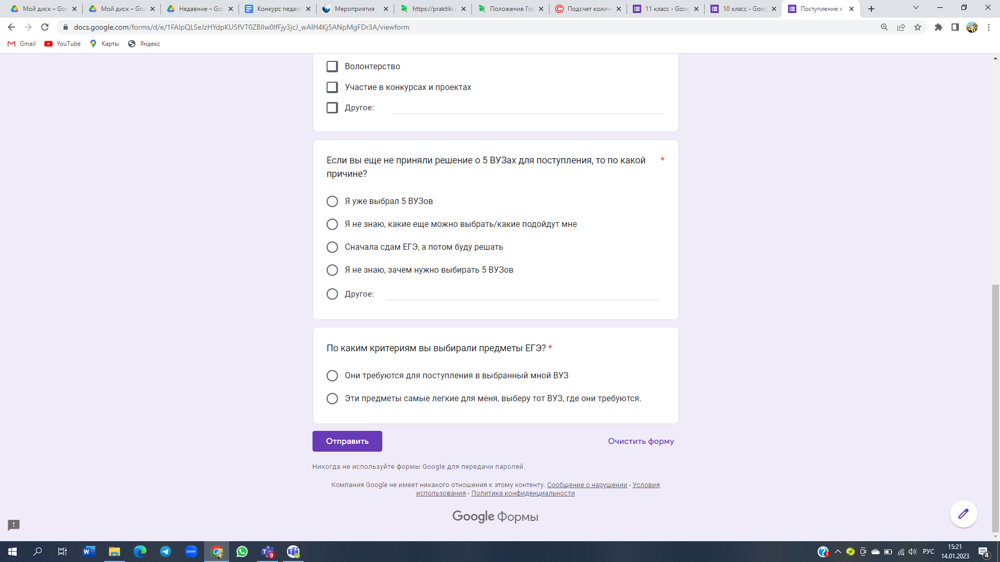 Мой диск – Goo
Мой диск – Goo
Недавние – Goo
Конкурс педаго
Мероприятия
https://praktiki.r
Положение Гор
Подсчет количе
11 класс - Goog
10 класс - Goog
Поступление в
docs.google.com/forms/d/e/1FAIpQLSeJzHYdpKU5fVT0ZBIlw0lfFjy3jcJ_wAIH4Kj5ANpMgFDr3A/viewform
Gmail
YouTube
Карты
Яндекс
Волонтерство
Участие в конкурсах и проектах
Другое:
Если вы еще не приняли решение о 5 ВУЗах для поступления, то по какой *
причине?
Я уже выбрал 5 ВУЗов
Я не знаю, какие еще можно выбрать/какие подойдут мне
Сначала сдам ЕГЭ, а потом буду решать
Я не знаю, зачем нужно выбирать 5 ВУЗов
Другое:
По каким критериям вы выбирали предметы ЕГЭ? *
Они требуются для поступления в выбранный мной ВУЗ
Эти предметы самые легкие для меня, выберу тот ВУЗ, где они требуются.
Отправить
Очистить форму
Никогда не используйте формы Google для передачи паролей.
Компания Google не имеет никакого отношения к этому контенту. Сообщение о нарушении - Условия
использования - Политика конфиденциальности
Google Формы
W
zoom
T
9
T
РУС
15:21
14.01.2023
4